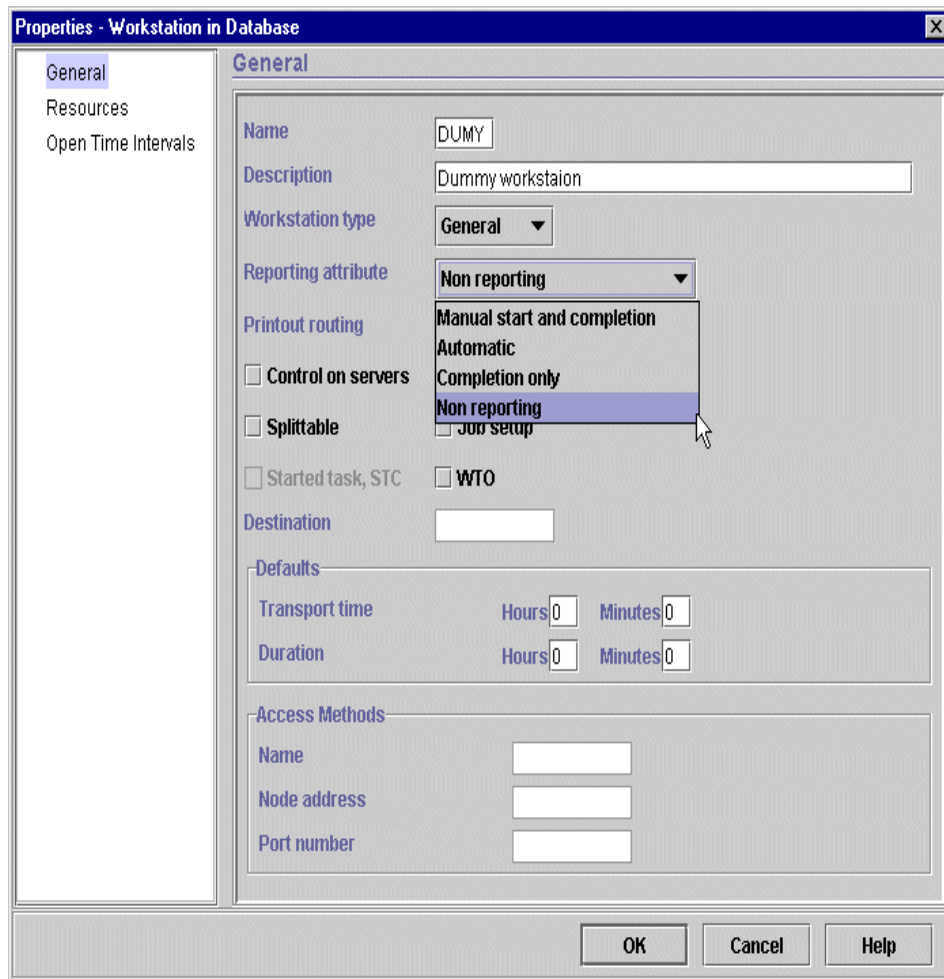 Properties - Workstation in Database
General
Resources
Open Time Intervals
General
Name DUMY
Description Dummy workstaion
Workstation type General
Reporting attribute Non reporting
Printout routing
Manual start and completion
Automatic
Completion only
Non reporting
Control on servers
Splittable Job setup
Started task, STC WTO
Destination
Defaults
Transport time Hours 0 Minutes 0
Duration Hours 0 Minutes 0
Access Methods
Name
Node address
Port number
OK Cancel Help